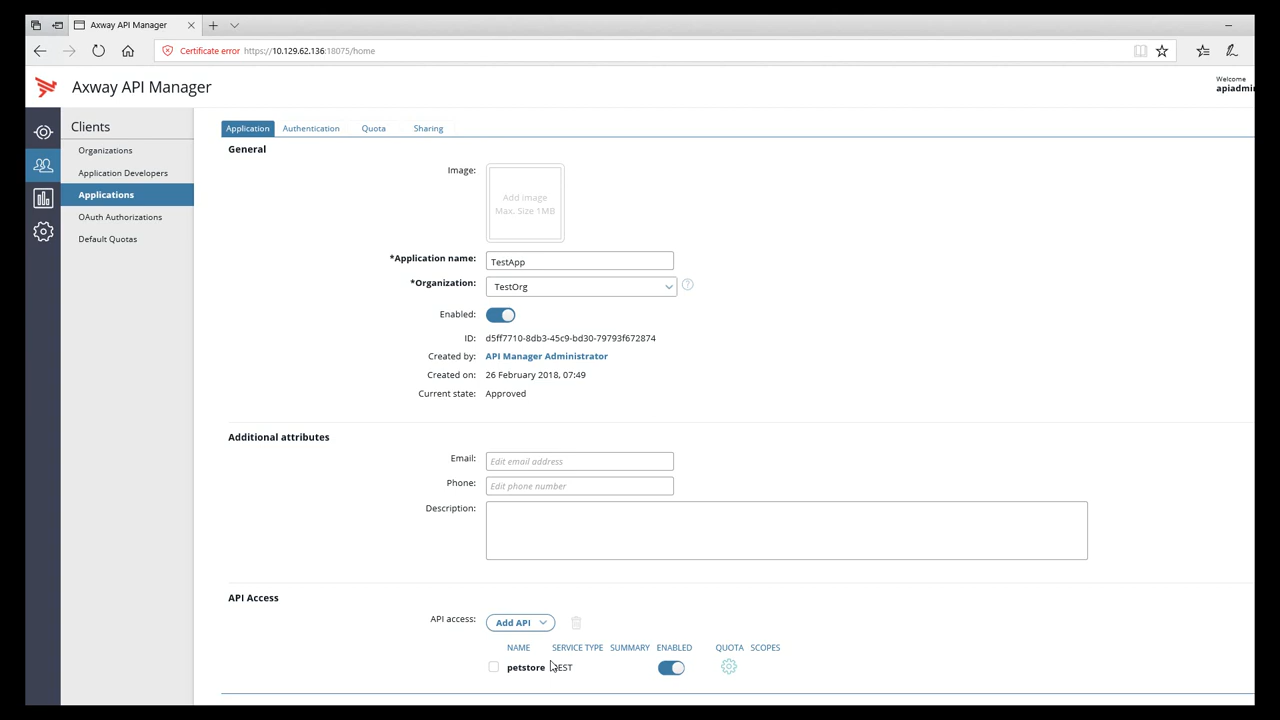 Axway API Manager
Certificate error https://10.129.62.136:18075/home
Axway API Manager
Welcome
apiadmin
Clients
Organizations
Application Developers
Applications
OAuth Authorizations
Default Quotas
Application Authentication Quota Sharing
General
Image:
Add image
Max. Size 1MB
*Application name: TestApp
*Organization: TestOrg
Enabled:
ID: d5ff7710-8db3-45c9-bd30-79793f672874
Created by: API Manager Administrator
Created on: 26 February 2018, 07:49
Current state: Approved
Additional attributes
Email: Edit email address
Phone: Edit phone number
Description:
API Access
API access: Add API
NAME SERVICE TYPE SUMMARY ENABLED QUOTA SCOPES
petstore REST